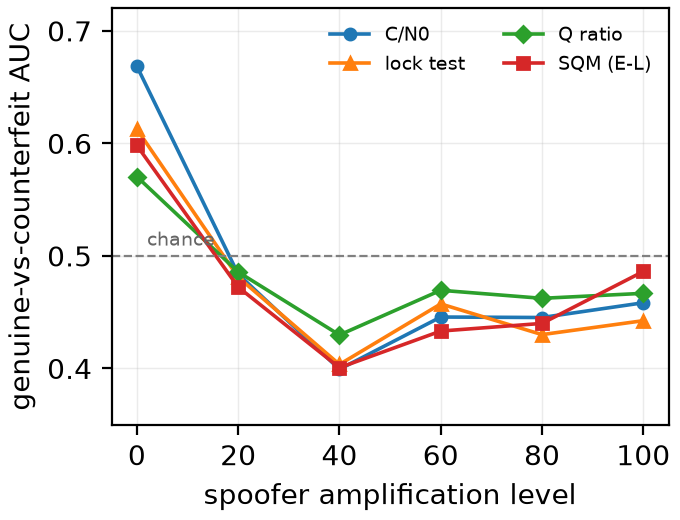 genuine-vs-counterfeit AUC
0.7
0.6
0.5
0.4
C/N0
lock test
Q ratio
SQM (E-L)
chance
0 20 40 60 80 100
spoofer amplification level